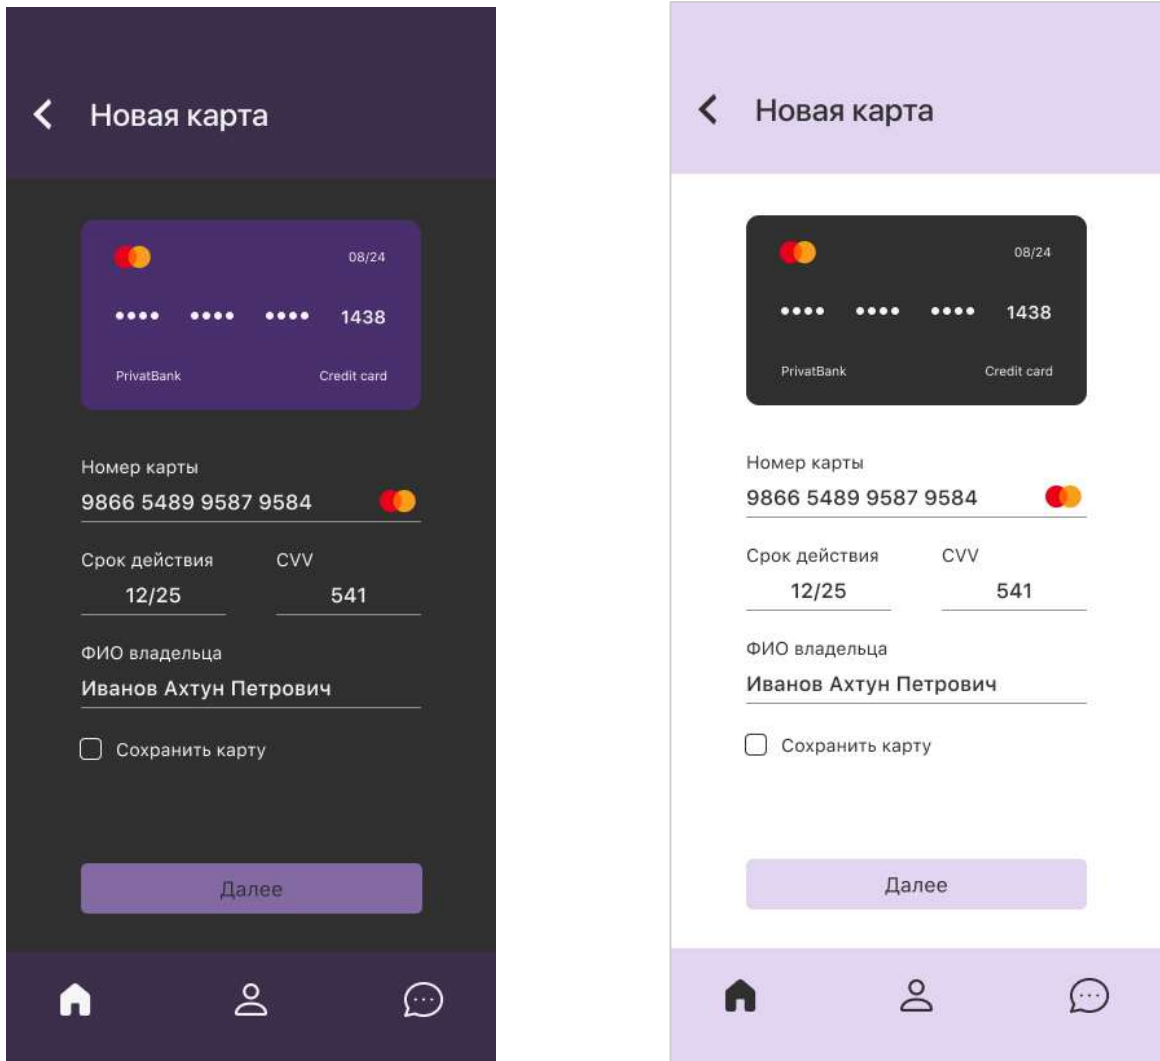 Новая карта
08/24
•••• •••• •••• 1438
PrivatBank Credit card
Номер карты
9866 5489 9587 9584
Срок действия CVV
12/25 541
ФИО владельца
Иванов Ахтун Петрович
Сохранить карту
Далее
Новая карта
08/24
•••• •••• •••• 1438
PrivatBank Credit card
Номер карты
9866 5489 9587 9584
Срок действия CVV
12/25 541
ФИО владельца
Иванов Ахтун Петрович
Сохранить карту
Далее